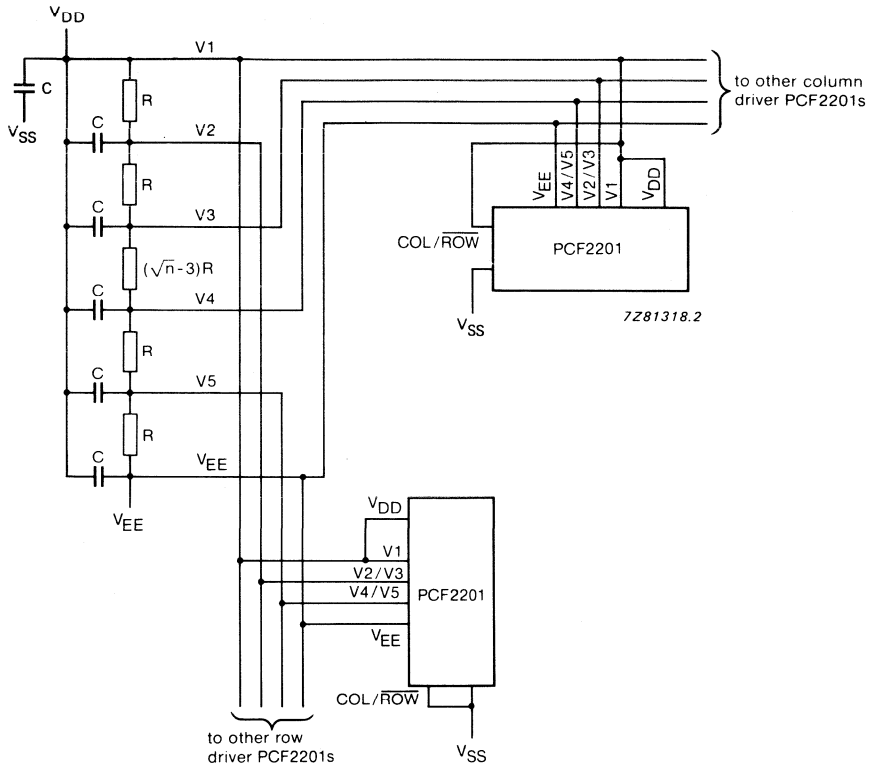 VDD
V1
C
VSS
R
C
V2
R
C
V3
(√n-3)R
C
V4
R
C
V5
R
C
VEE
VEE
to other column
driver PCF2201s
VEE
V4/V5
V2/V3
V1
VDD
COL/R̅O̅W̅
PCF2201
VSS
7Z81318.2
VDD
V1
V2/V3
V4/V5
VEE
PCF2201
COL/R̅O̅W̅
VSS
to other row
driver PCF2201s